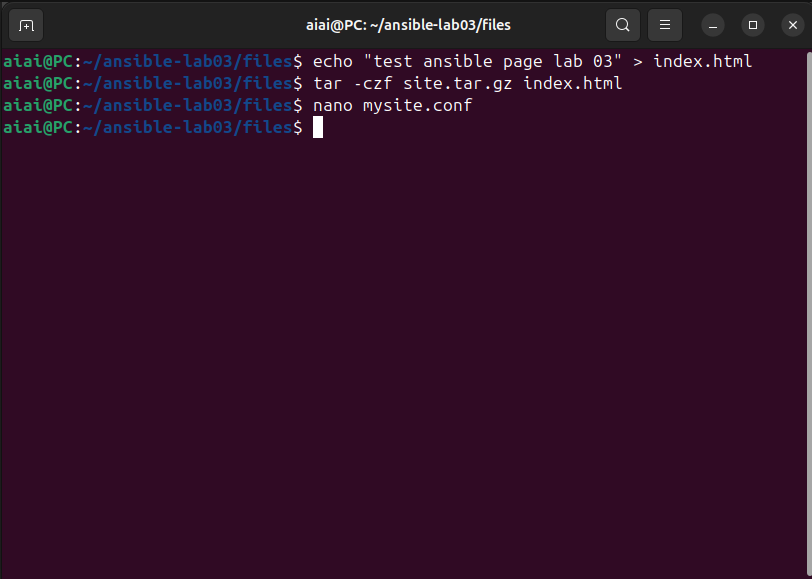 aiai@PC: ~/ansible-lab03/files
aiai@PC:~/ansible-lab03/files$ echo "test ansible page lab 03" > index.html
aiai@PC:~/ansible-lab03/files$ tar -czf site.tar.gz index.html
aiai@PC:~/ansible-lab03/files$ nano mysite.conf
aiai@PC:~/ansible-lab03/files$